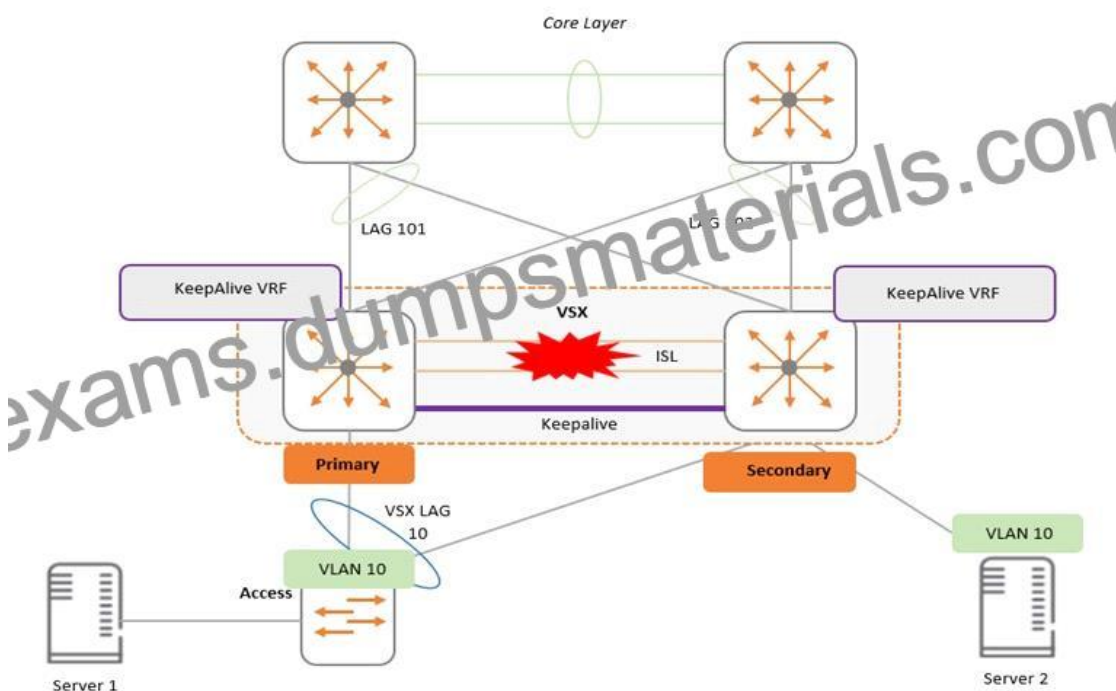 Core Layer
LAG 101
KeepAlive VRF
KeepAlive VRF
VSX
ISL
Keepalive
Primary
Secondary
VSX LAG
10
VLAN 10
VLAN 10
Access
Server 1
Server 2
exams.dumpsmaterials.com